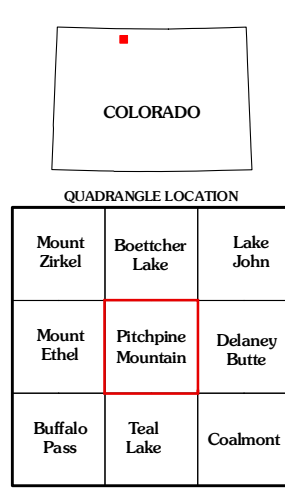 COLORADO
QUADRANGLE LOCATION
Mount
Zirkel
Boettcher
Lake
Lake
John
Mount
Ethel
Pitchpine
Mountain
Delaney
Butte
Buffalo
Pass
Teal
Lake
Coalmont